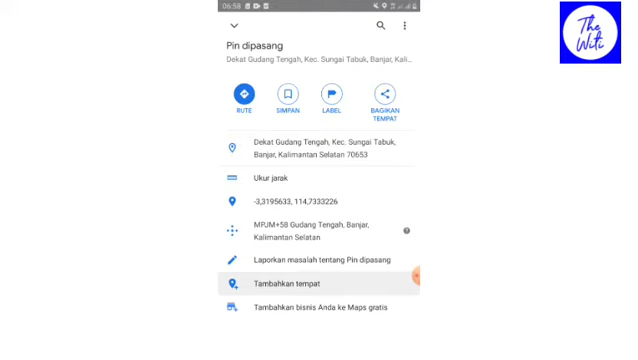 06:58
The
Witi
Pin dipasang
Dekat Gudang Tengah, Kec. Sungai Tabuk, Banjar, Kali...
RUTE
SIMPAN
LABEL
BAGIKAN
TEMPAT
Dekat Gudang Tengah, Kec. Sungai Tabuk,
Banjar, Kalimantan Selatan 70653
Ukur jarak
-3,3195633, 114,7333226
MPJM+58 Gudang Tengah, Banjar,
Kalimantan Selatan
Laporkan masalah tentang Pin dipasang
Tambahkan tempat
Tambahkan bisnis Anda ke Maps gratis